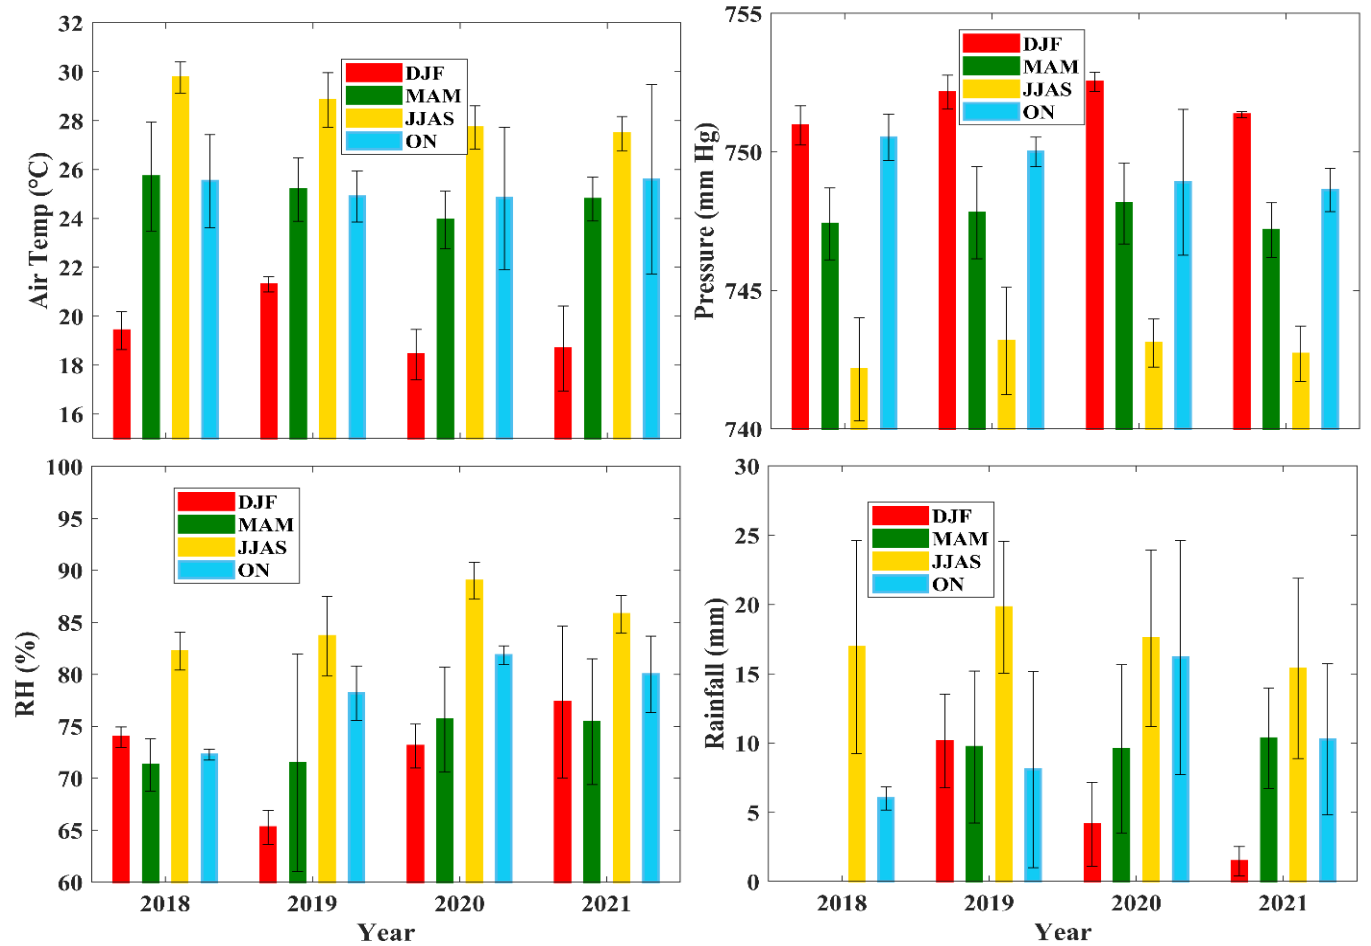 32
30
28
26
24
22
20
18
16
Air Temp (°C)
DJF
MAM
JJAS
ON
755
750
745
740
Pressure (mm Hg)
DJF
MAM
JJAS
ON
100
95
90
85
80
75
70
65
60
RH (%)
DJF
MAM
JJAS
ON
2018 2019 2020 2021
Year
30
25
20
15
10
5
0
Rainfall (mm)
DJF
MAM
JJAS
ON
2018 2019 2020 2021
Year